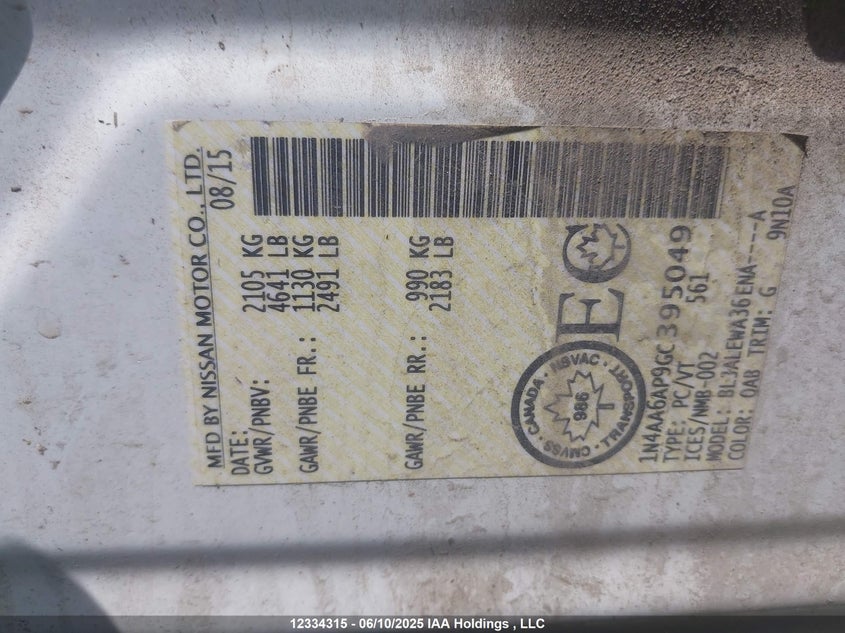 MFD BY NISSAN MOTOR CO., LTD.
DATE: 08/15
GVWR/PNBV: 2105 KG
4641 LB
GAWR/PNBE FR.: 1130 KG
2491 LB
GAWR/PNBE RR.: 990 KG
2183 LB
CANADA · NSVAC · TRANSPORT · CMVSS ·
986
EC
1N4AA6AP9GC395049
TYPE: PC/VT 561
ICES/NMB-002
MODEL: BL3ALEWA36ENA----A
COLOR: QAB TRIM: G 9N10A
12334315 - 06/10/2025 IAA Holdings , LLC